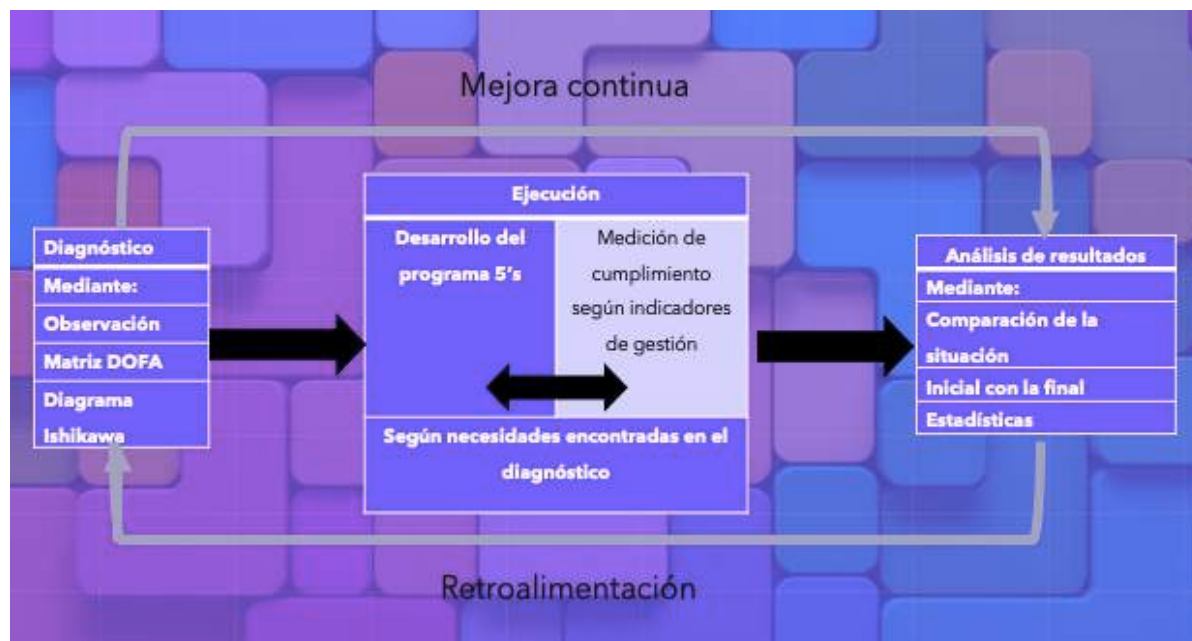 Mejora continua
Diagnóstico
Mediante:
Observación
Matriz DOFA
Diagrama
Ishikawa
Ejecución
Desarrollo del
programa 5’s
Medición de
cumplimiento
según indicadores
de gestión
Según necesidades encontradas en el
diagnóstico
Análisis de resultados
Mediante:
Comparación de la
situación
Inicial con la final
Estadísticas
Retroalimentación